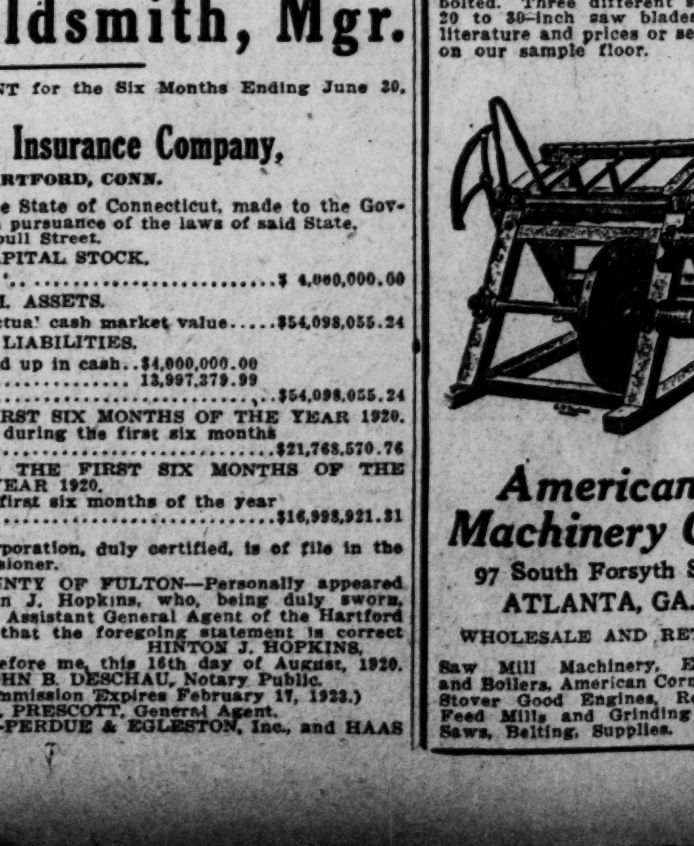 ldsmith, Mgr.
NT for the Six Months Ending June 30,
Insurance Company,
RTFORD, CONN.
e State of Connecticut, made to the Gov-
pursuance of the laws of said State,
bull Street.
PITAL STOCK.
$ 4,000,000.00
L ASSETS.
ctua' cash market value.....$54,098,055.24
LIABILITIES.
d up in cash..$4,000,000.00
13,997,379.99
$54,098,055.24
RST SIX MONTHS OF THE YEAR 1920.
during the first six months
$21,768,570.76
THE FIRST SIX MONTHS OF THE
YEAR 1920.
first six months of the year
$16,998,921.31
rporation, duly certified, is of file in the
sioner.
UNTY OF FULTON—Personally appeared
n J. Hopkins, who, being duly sworn,
Assistant General Agent of the Hartford
that the foregoing statement is correct
HINTON J. HOPKINS,
efore me, this 16th day of August, 1920.
OHN B. DESCHAU, Notary Public.
mmission Expires February 17, 1923.)
PRESCOTT, General Agent.
-PERDUE & EGLESTON, Inc., and HAAS
bolted. Three different s
20 to 30-inch saw blades
literature and prices or se
on our sample floor.
American
Machinery C
97 South Forsyth S
ATLANTA, GA.
WHOLESALE AND RET
Saw Mill Machinery, E
and Boilers, American Corn
Stover Good Engines, Re
Feed Mills and Grinding
Saws, Belting, Supplies.